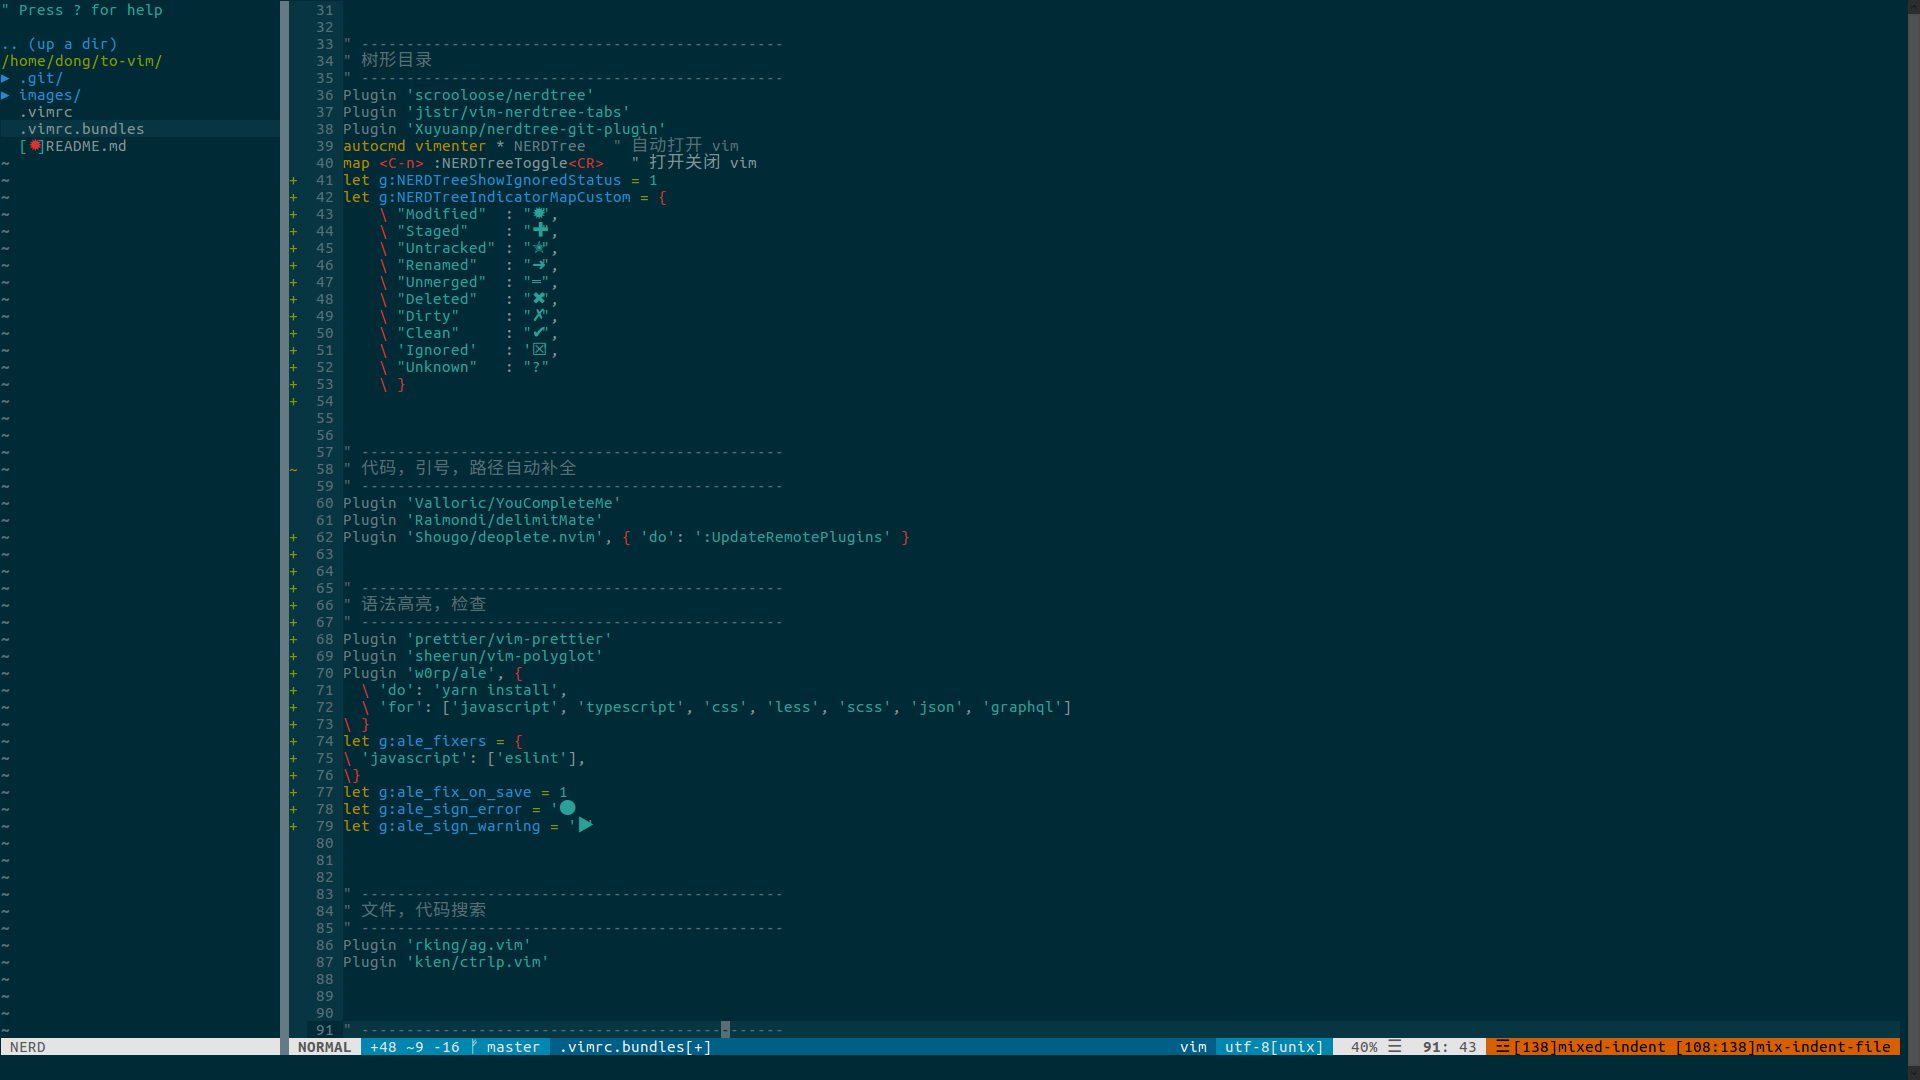 " Press ? for help
.. (up a dir)
/home/dong/to-vim/
▶ .git/
▶ images/
.vimrc
.vimrc.bundles
[✹]README.md
NERD
31
32
33 " -----------------------------------------------
34 " 树形目录
35 " -----------------------------------------------
36 Plugin 'scrooloose/nerdtree'
37 Plugin 'jistr/vim-nerdtree-tabs'
38 Plugin 'Xuyuanp/nerdtree-git-plugin'
39 autocmd vimenter * NERDTree   " 自动打开 vim
40 map <C-n> :NERDTreeToggle<CR>   " 打开关闭 vim
+ 41 let g:NERDTreeShowIgnoredStatus = 1
+ 42 let g:NERDTreeIndicatorMapCustom = {
+ 43     \ "Modified"  : "✹",
+ 44     \ "Staged"    : "✚",
+ 45     \ "Untracked" : "✭",
+ 46     \ "Renamed"   : "➜",
+ 47     \ "Unmerged"  : "═",
+ 48     \ "Deleted"   : "✖",
+ 49     \ "Dirty"     : "✗",
+ 50     \ "Clean"     : "✔",
+ 51     \ 'Ignored'   : '☒',
+ 52     \ "Unknown"   : "?"
+ 53     \ }
+ 54
55
56
57 " -----------------------------------------------
~ 58 " 代码，引号，路径自动补全
59 " -----------------------------------------------
60 Plugin 'Valloric/YouCompleteMe'
61 Plugin 'Raimondi/delimitMate'
+ 62 Plugin 'Shougo/deoplete.nvim', { 'do': ':UpdateRemotePlugins' }
+ 63
+ 64
+ 65 " -----------------------------------------------
+ 66 " 语法高亮，检查
+ 67 " -----------------------------------------------
+ 68 Plugin 'prettier/vim-prettier'
+ 69 Plugin 'sheerun/vim-polyglot'
+ 70 Plugin 'w0rp/ale', {
+ 71   \ 'do': 'yarn install',
+ 72   \ 'for': ['javascript', 'typescript', 'css', 'less', 'scss', 'json', 'graphql']
+ 73 \ }
+ 74 let g:ale_fixers = {
+ 75 \ 'javascript': ['eslint'],
+ 76 \}
+ 77 let g:ale_fix_on_save = 1
+ 78 let g:ale_sign_error = '●
+ 79 let g:ale_sign_warning = '▶'
80
81
82
83 " -----------------------------------------------
84 " 文件，代码搜索
85 " -----------------------------------------------
86 Plugin 'rking/ag.vim'
87 Plugin 'kien/ctrlp.vim'
88
89
90
91 " -----------------------------------------------
NORMAL +48 ~9 -16 ᚠ master .vimrc.bundles[+] vim utf-8[unix] 40% ☰ 91: 43 ☲[138]mixed-indent [108:138]mix-indent-file